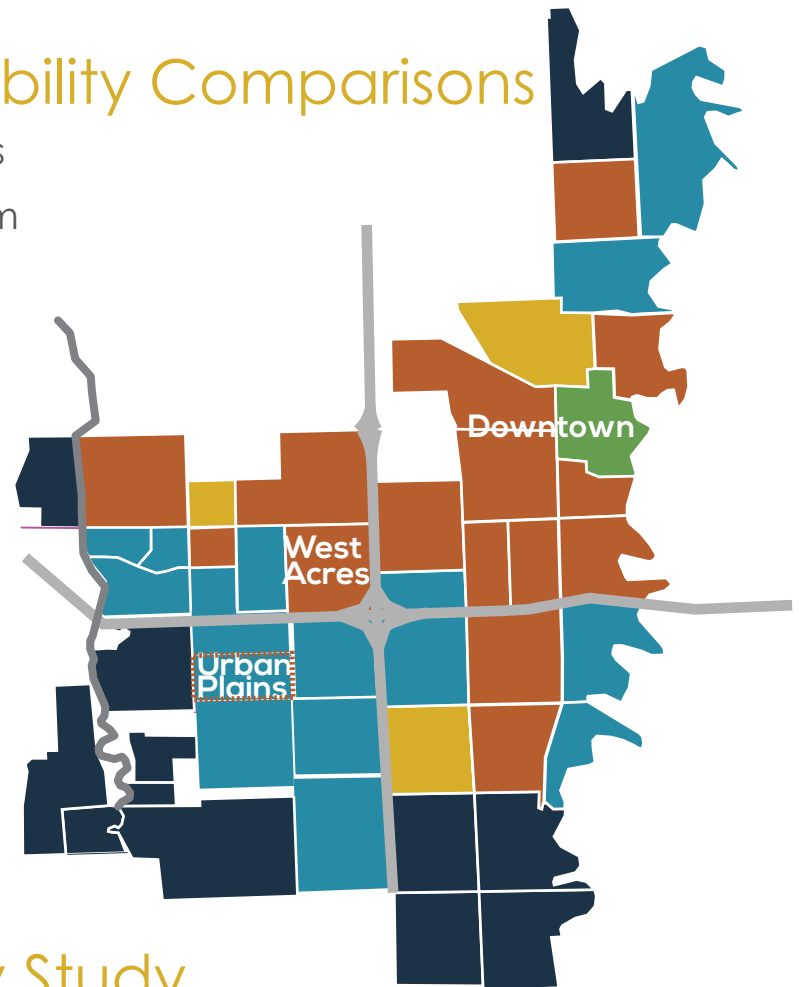 bility Comparisons
s
m
Downtown
West
Acres
Urban
Plains
y Study